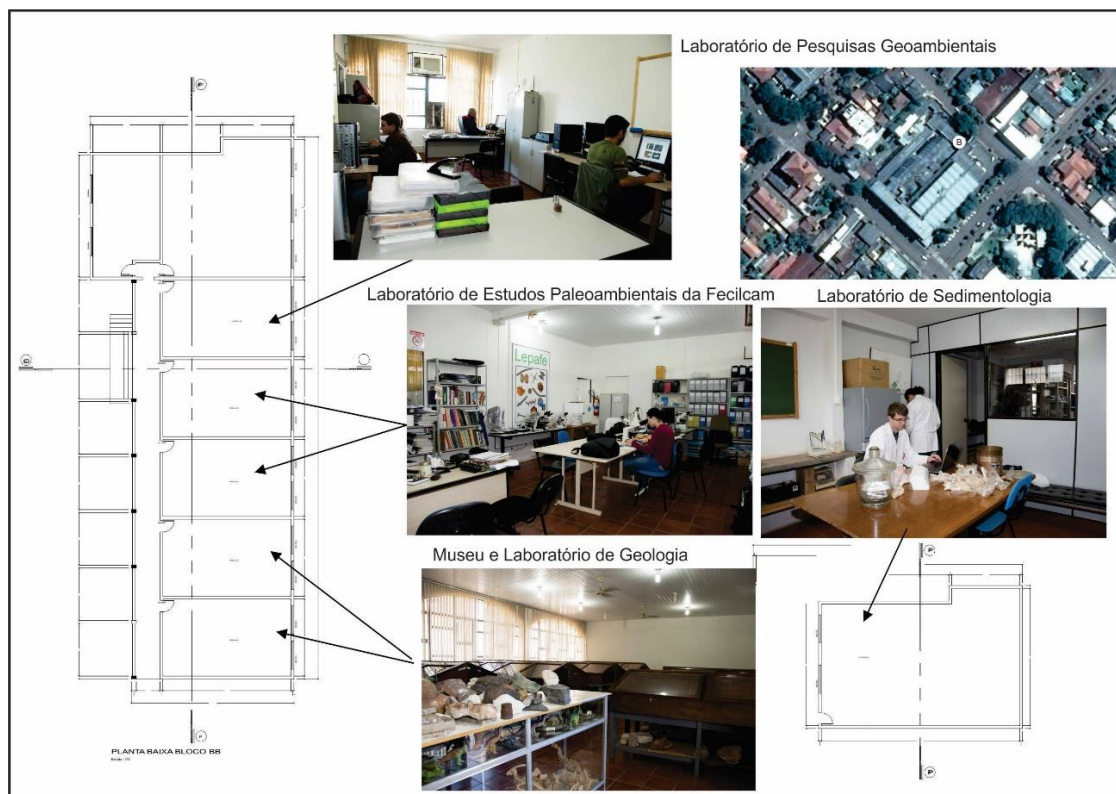 Laboratório de Pesquisas Geoambientais
B
Laboratório de Estudos Paleoambientais da Fecilcam
Laboratório de Sedimentologia
Lepafe
Museu e Laboratório de Geologia
PLANTA BAIXA BLOCO BB